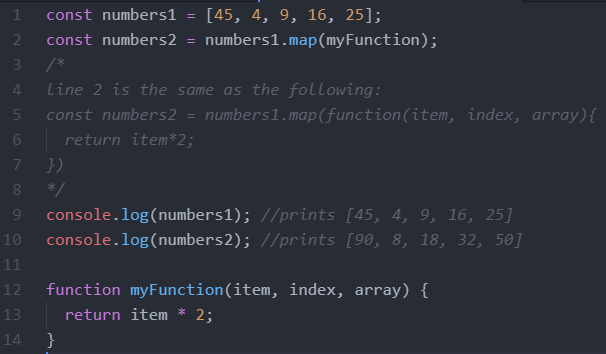 1 const numbers1 = [45, 4, 9, 16, 25];
2 const numbers2 = numbers1.map(myFunction);
3 /*
4 line 2 is the same as the following:
5 const numbers2 = numbers1.map(function(item, index, array){
6   return item*2;
7 })
8 */
9 console.log(numbers1); //prints [45, 4, 9, 16, 25]
10 console.log(numbers2); //prints [90, 8, 18, 32, 50]
11
12 function myFunction(item, index, array) {
13   return item * 2;
14 }